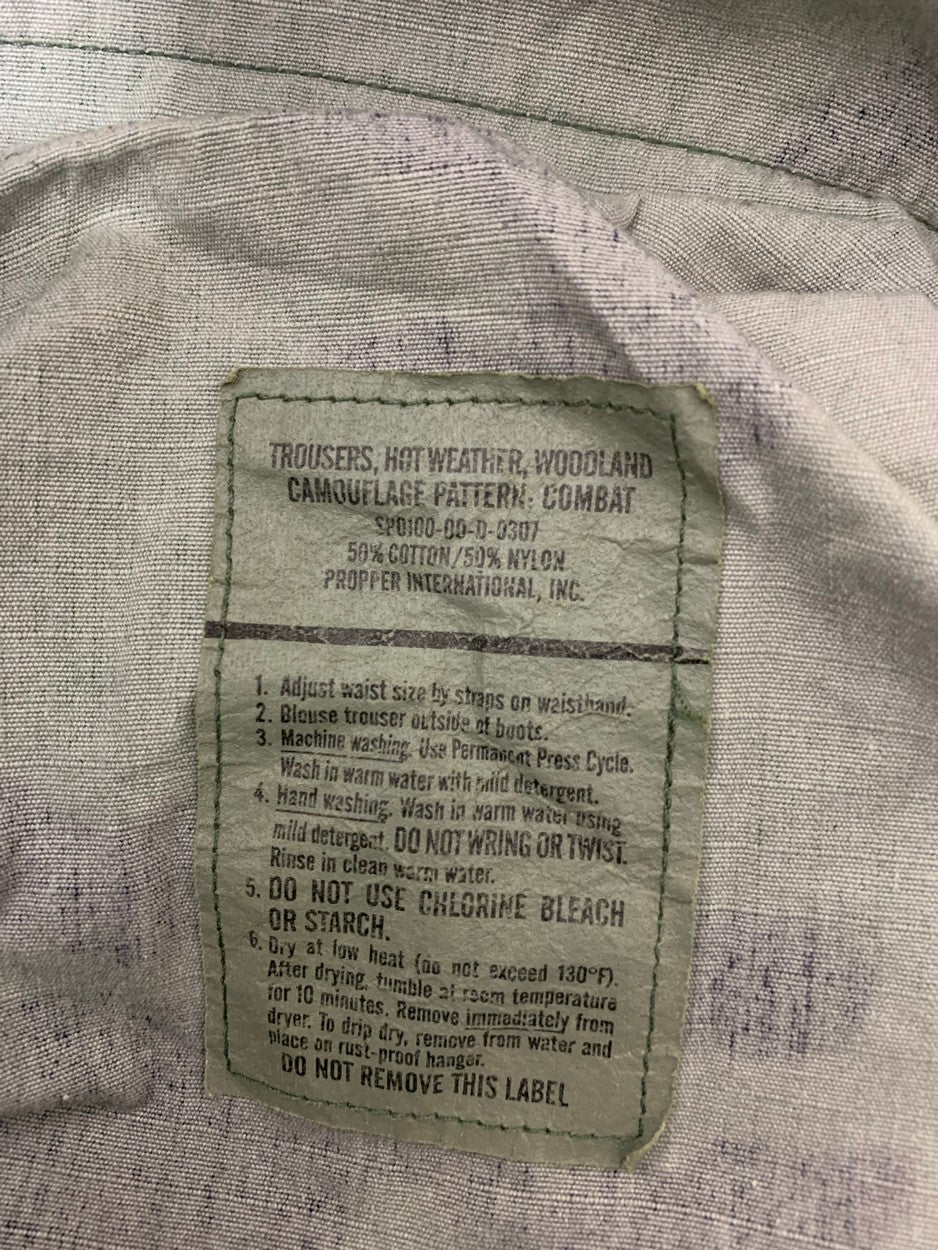 TROUSERS, HOT WEATHER, WOODLAND
CAMOUFLAGE PATTERN: COMBAT
SPO100-00-D-0307
50% COTTON/50% NYLON
PROPPER INTERNATIONAL, INC.
1. Adjust waist size by straps on waistband.
2. Blouse trouser outside of boots.
3. Machine washing. Use Permanent Press Cycle.
Wash in warm water with mild detergent.
4. Hand washing. Wash in warm water using
mild detergent. DO NOT WRING OR TWIST.
Rinse in clean warm water.
5. DO NOT USE CHLORINE BLEACH
OR STARCH.
6. Dry at low heat (do not exceed 130°F).
After drying, tumble at room temperature
for 10 minutes. Remove immediately from
dryer. To drip dry, remove from water and
place on rust-proof hanger.
DO NOT REMOVE THIS LABEL